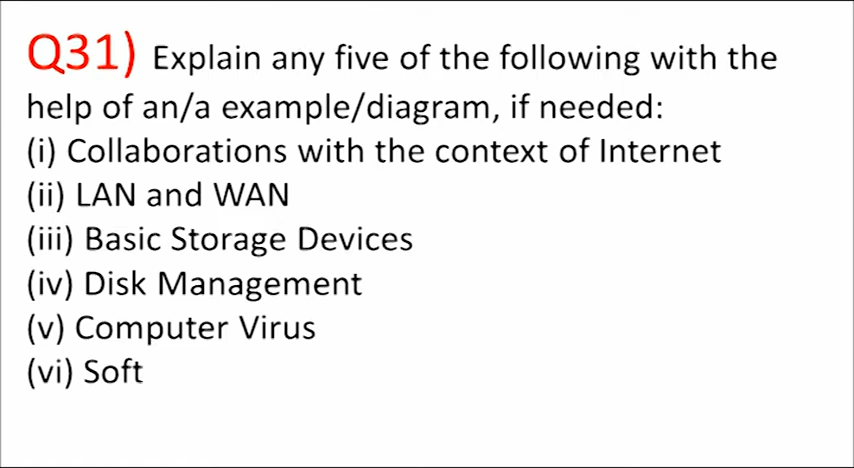 Q31) Explain any five of the following with the
help of an/a example/diagram, if needed:
(i) Collaborations with the context of Internet
(ii) LAN and WAN
(iii) Basic Storage Devices
(iv) Disk Management
(v) Computer Virus
(vi) Soft